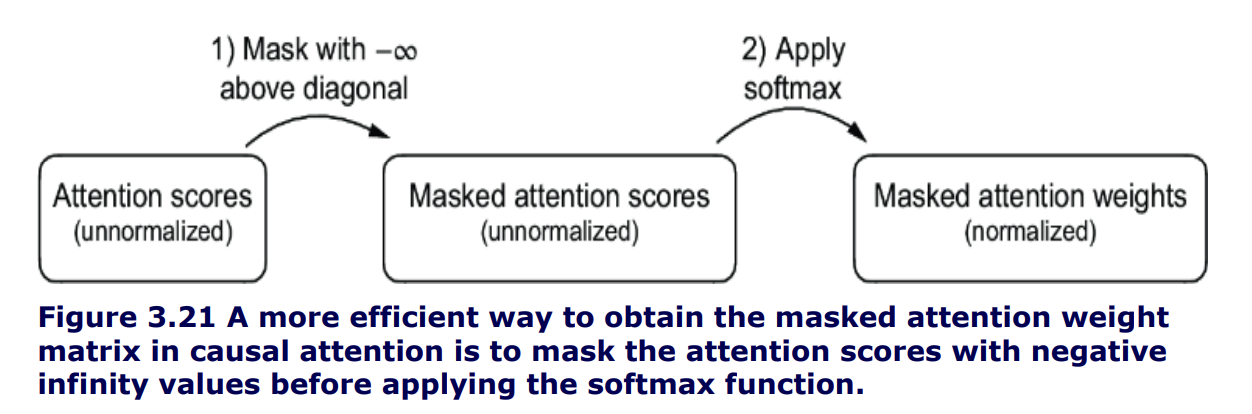 1) Mask with −∞
above diagonal
2) Apply
softmax
Attention scores
(unnormalized)
Masked attention scores
(unnormalized)
Masked attention weights
(normalized)
Figure 3.21 A more efficient way to obtain the masked attention weight
matrix in causal attention is to mask the attention scores with negative
infinity values before applying the softmax function.